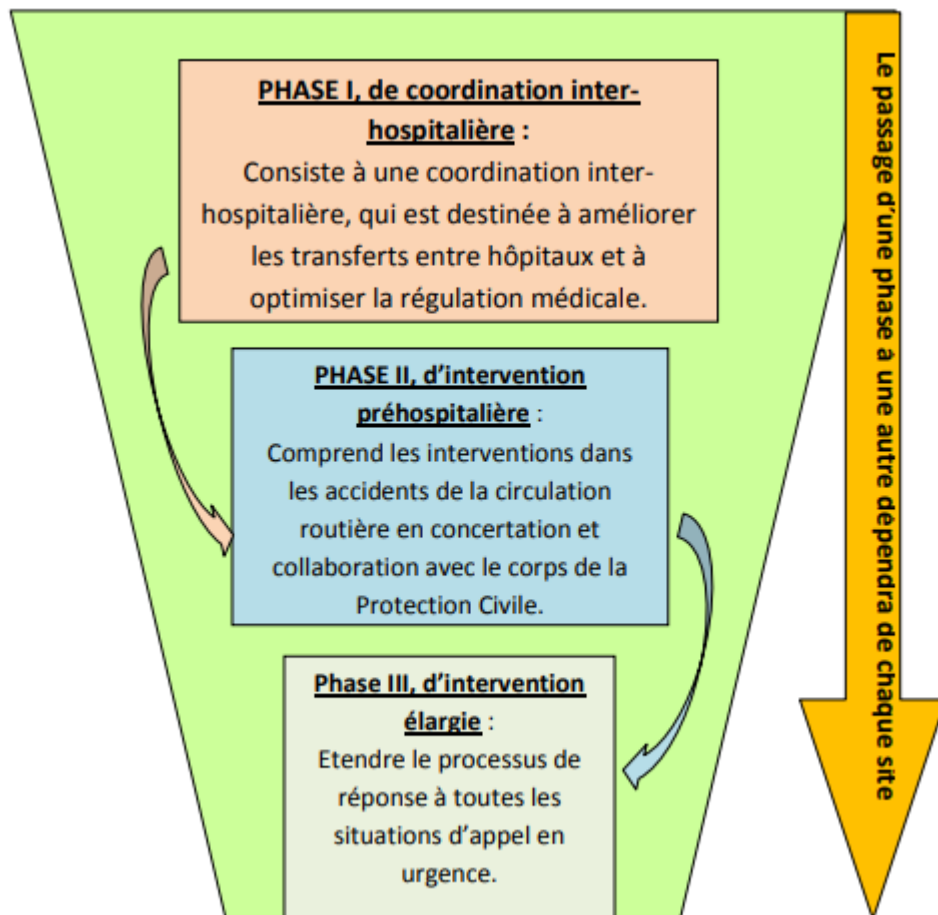 PHASE I, de coordination inter-
hospitalière :
Consiste à une coordination inter-
hospitalière, qui est destinée à améliorer
les transferts entre hôpitaux et à
optimiser la régulation médicale.
PHASE II, d'intervention
préhospitalière :
Comprend les interventions dans
les accidents de la circulation
routière en concertation et
collaboration avec le corps de la
Protection Civile.
Phase III, d'intervention
élargie :
Etendre le processus de
réponse à toutes les
situations d'appel en
urgence.
Le passage d'une phase à une autre dépendra de chaque site